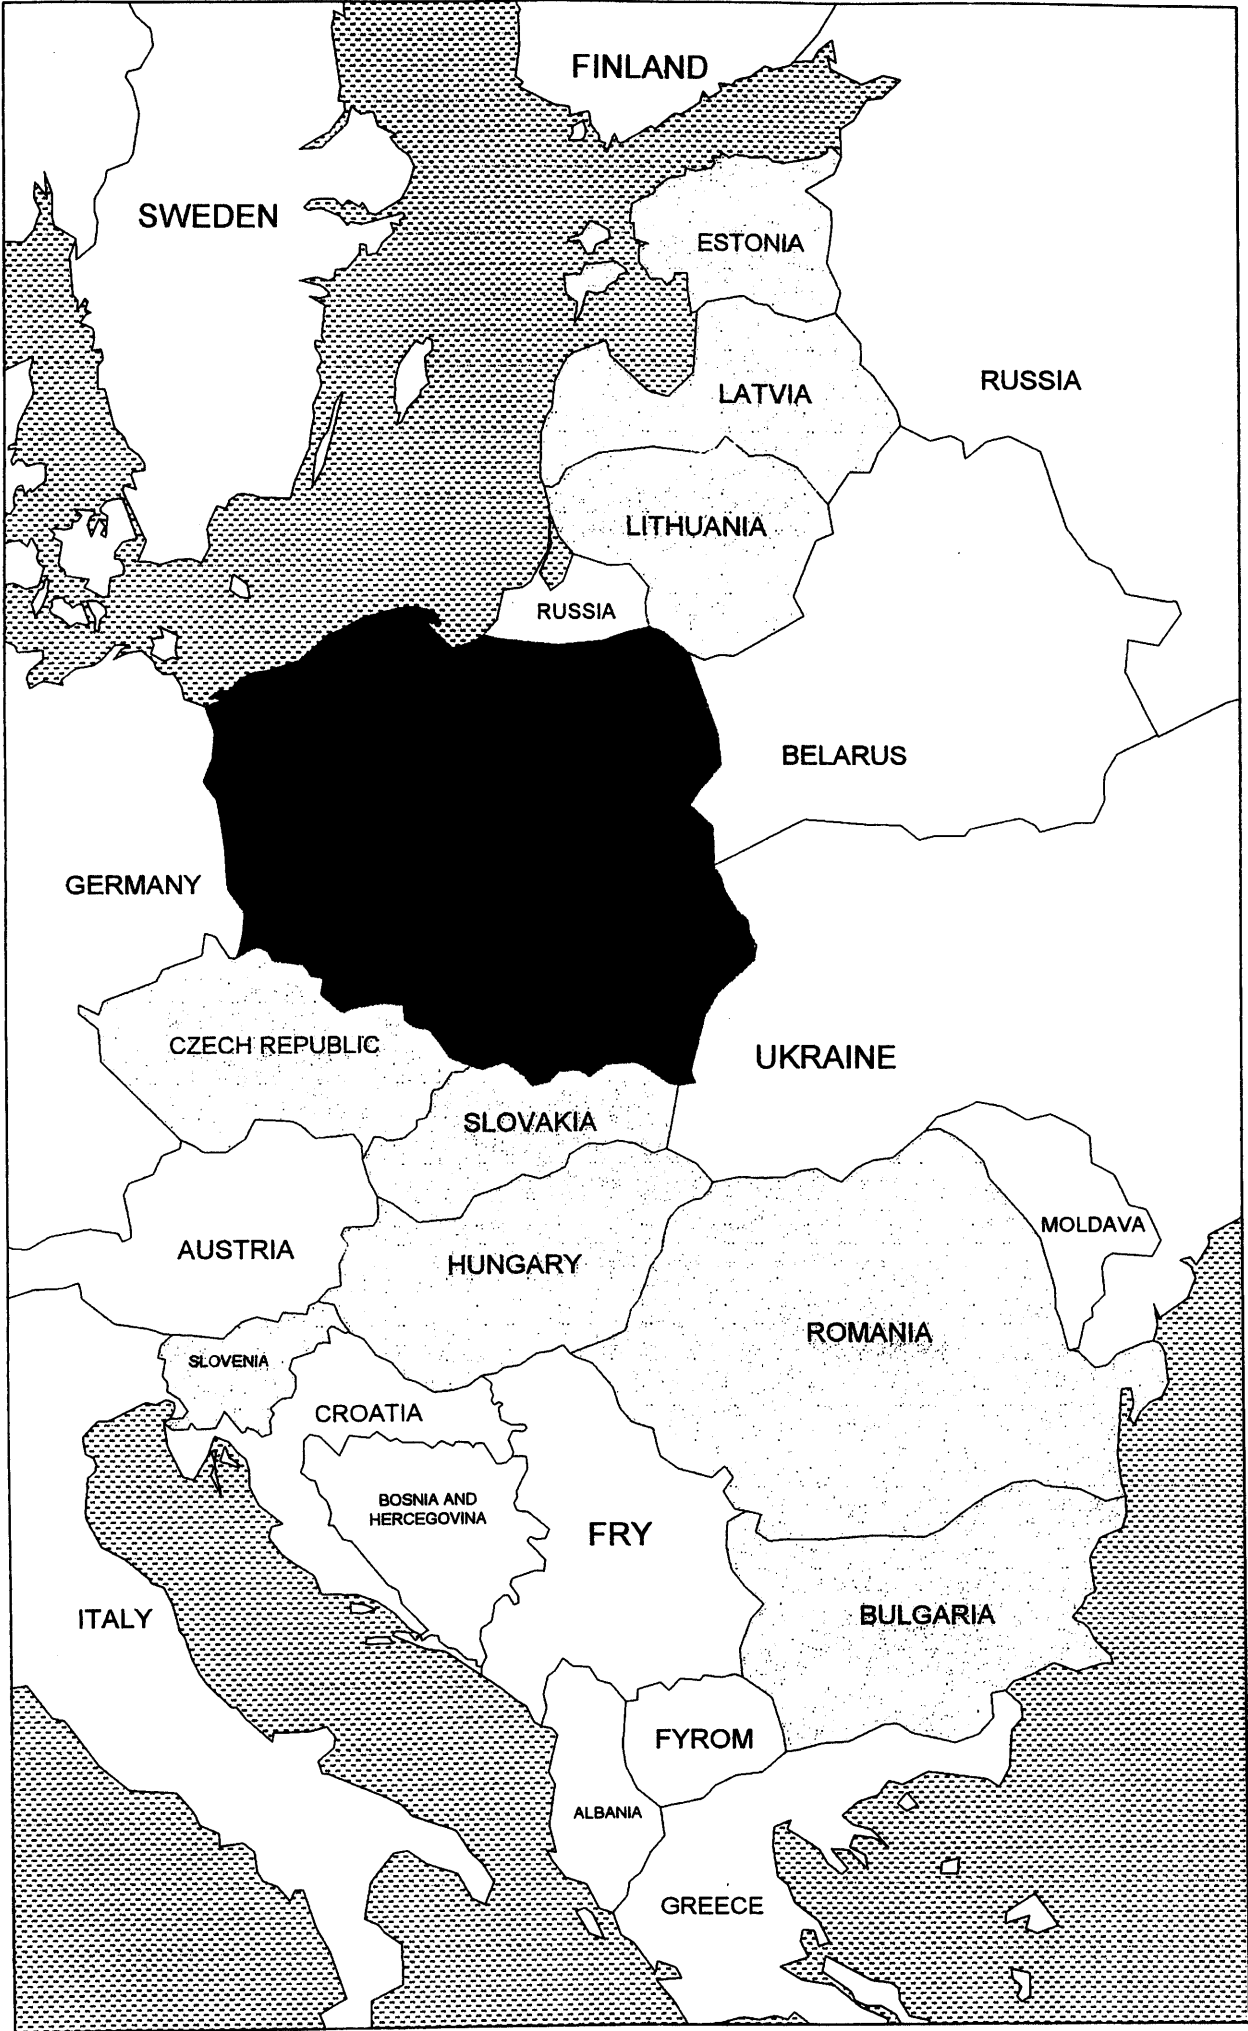 FINLAND
SWEDEN
ESTONIA
RUSSIA
LATVIA
LITHUANIA
RUSSIA
BELARUS
GERMANY
CZECH REPUBLIC
UKRAINE
SLOVAKIA
MOLDAVA
AUSTRIA
HUNGARY
ROMANIA
SLOVENIA
CROATIA
BOSNIA AND
HERCEGOVINA
FRY
BULGARIA
ITALY
FYROM
ALBANIA
GREECE